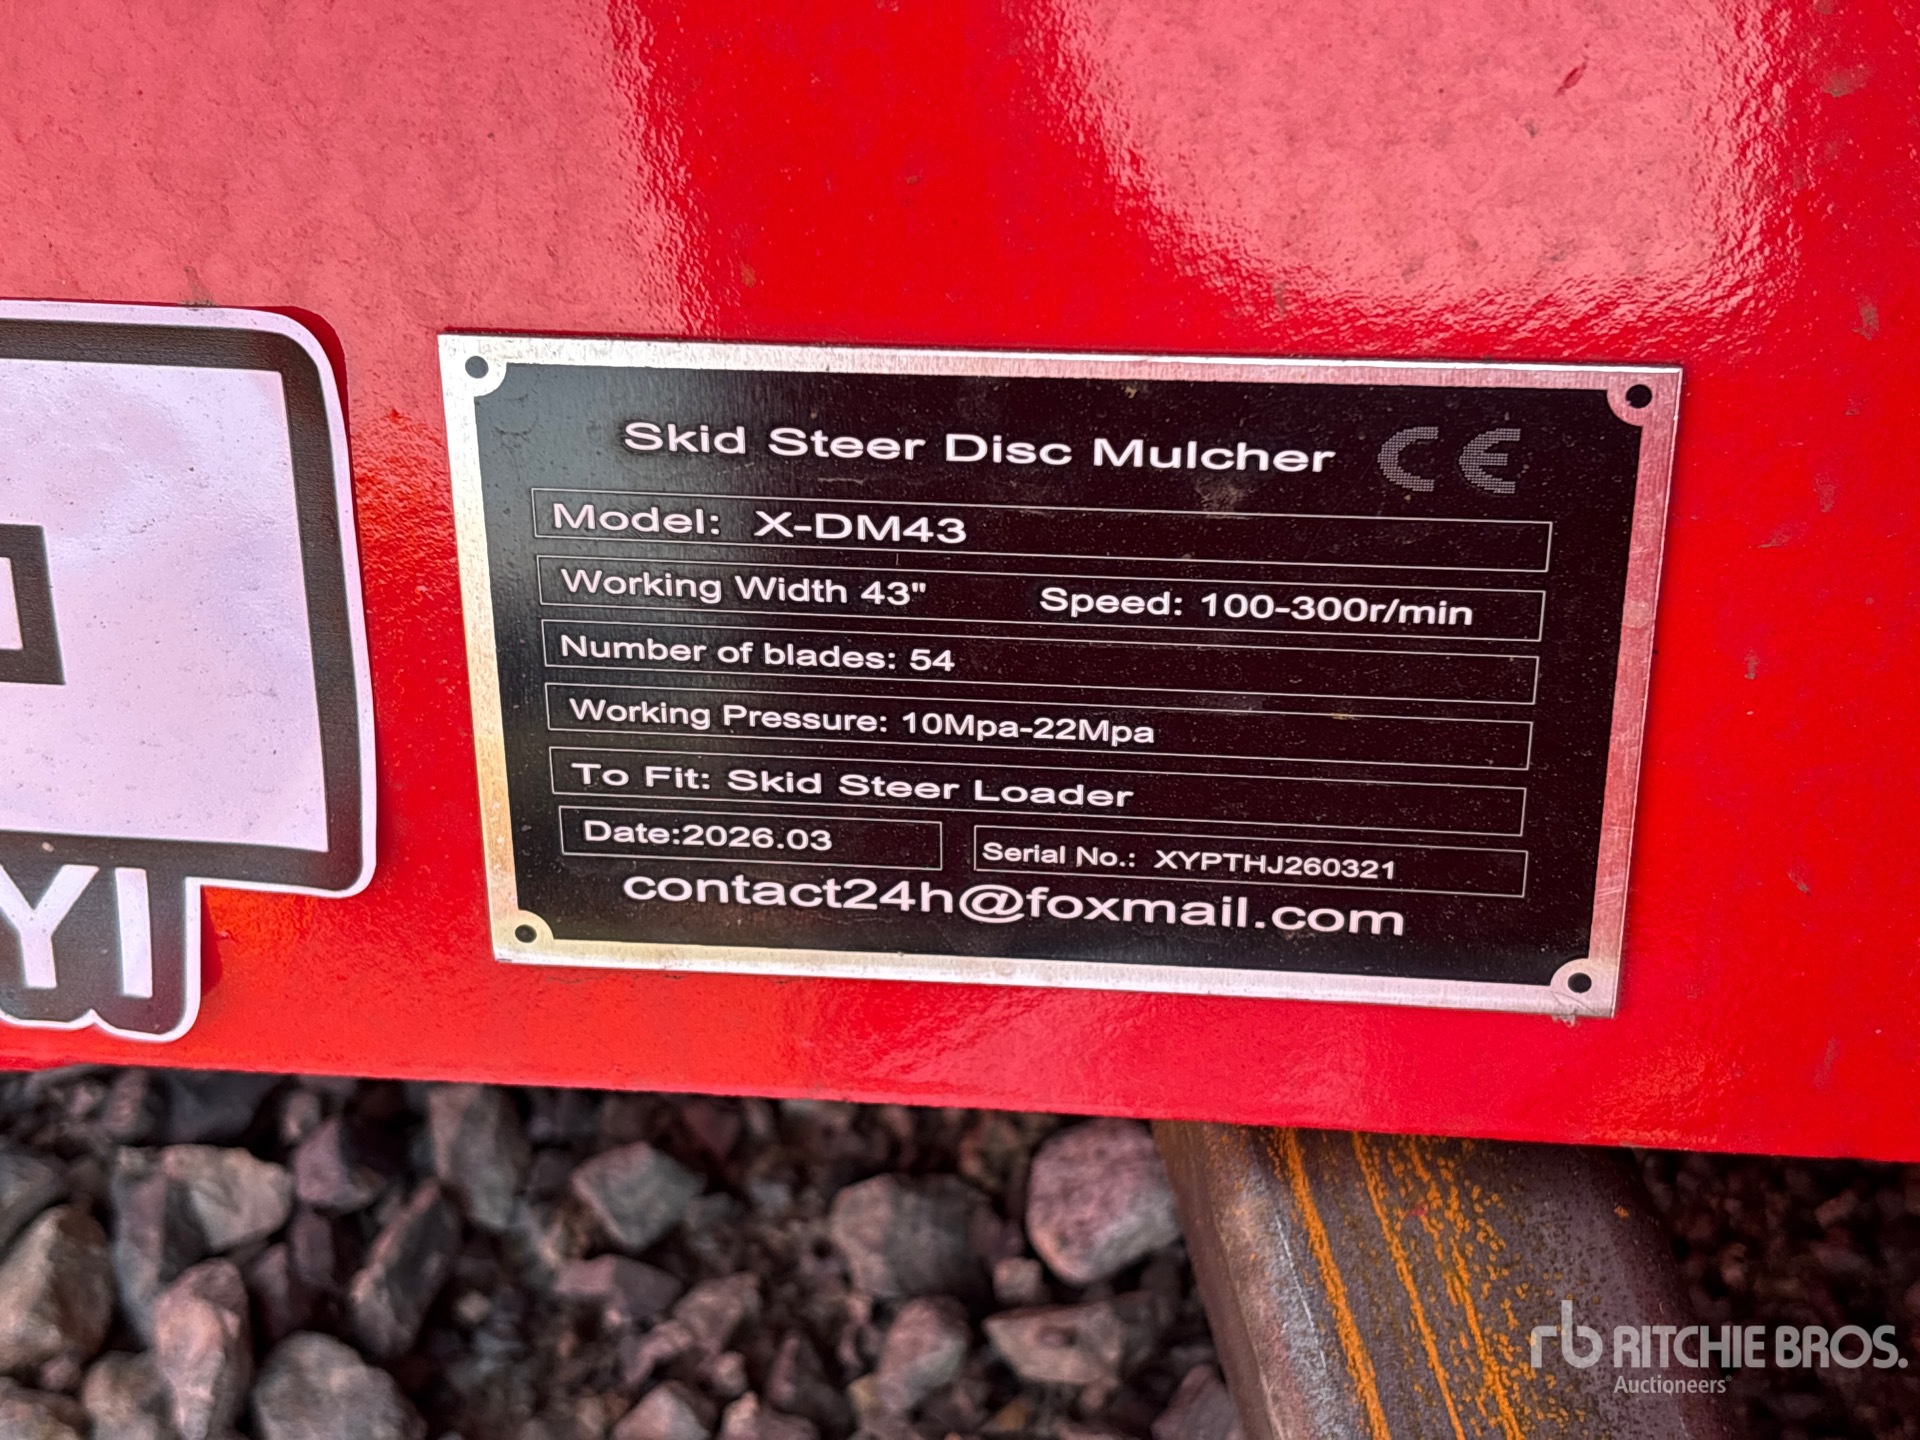 Skid Steer Disc Mulcher CE
Model: X-DM43
Working Width 43" Speed: 100-300r/min
Number of blades: 54
Working Pressure: 10Mpa-22Mpa
To Fit: Skid Steer Loader
Date:2026.03 Serial No.: XYPTHJ260321
contact24h@foxmail.com
YI
rb RITCHIE BROS.
Auctioneers